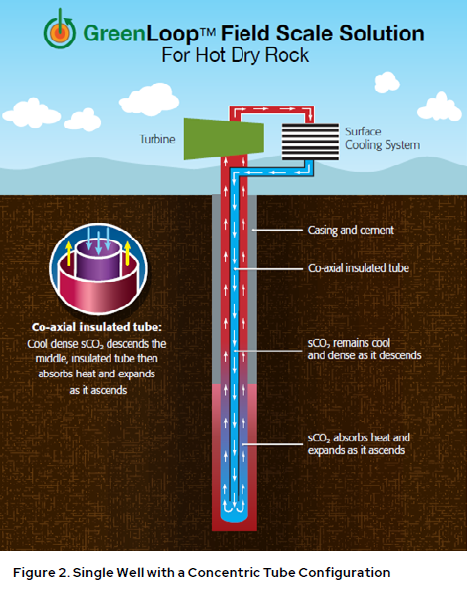 GreenLoop™ Field Scale Solution
For Hot Dry Rock
Turbine
Surface
Cooling System
Casing and cement
Co-axial insulated tube
Co-axial insulated tube:
Cool dense sCO₂ descends the
middle, insulated tube then
absorbs heat and expands
as it ascends
sCO₂ remains cool
and dense as it descends
sCO₂ absorbs heat and
expands as it ascends
Figure 2. Single Well with a Concentric Tube Configuration